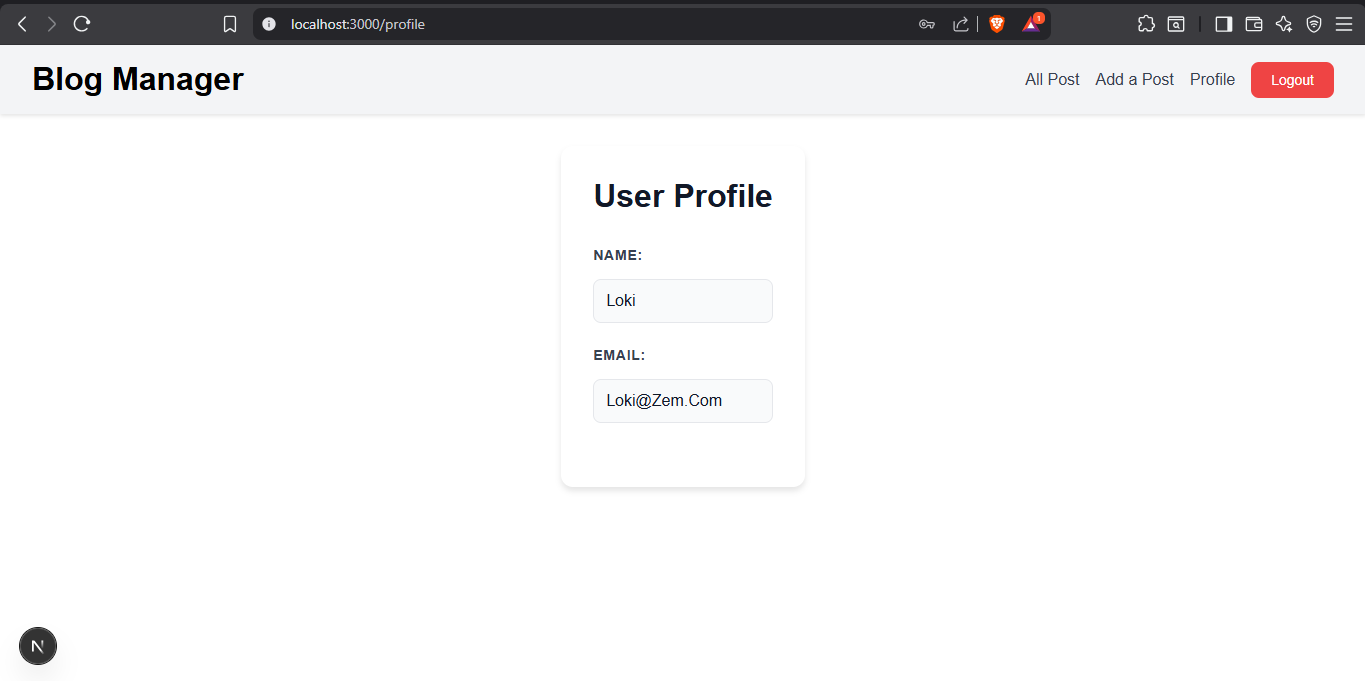 localhost:3000/profile
1
Blog Manager
All Post Add a Post Profile Logout
User Profile
NAME:
Loki
EMAIL:
Loki@Zem.Com
N